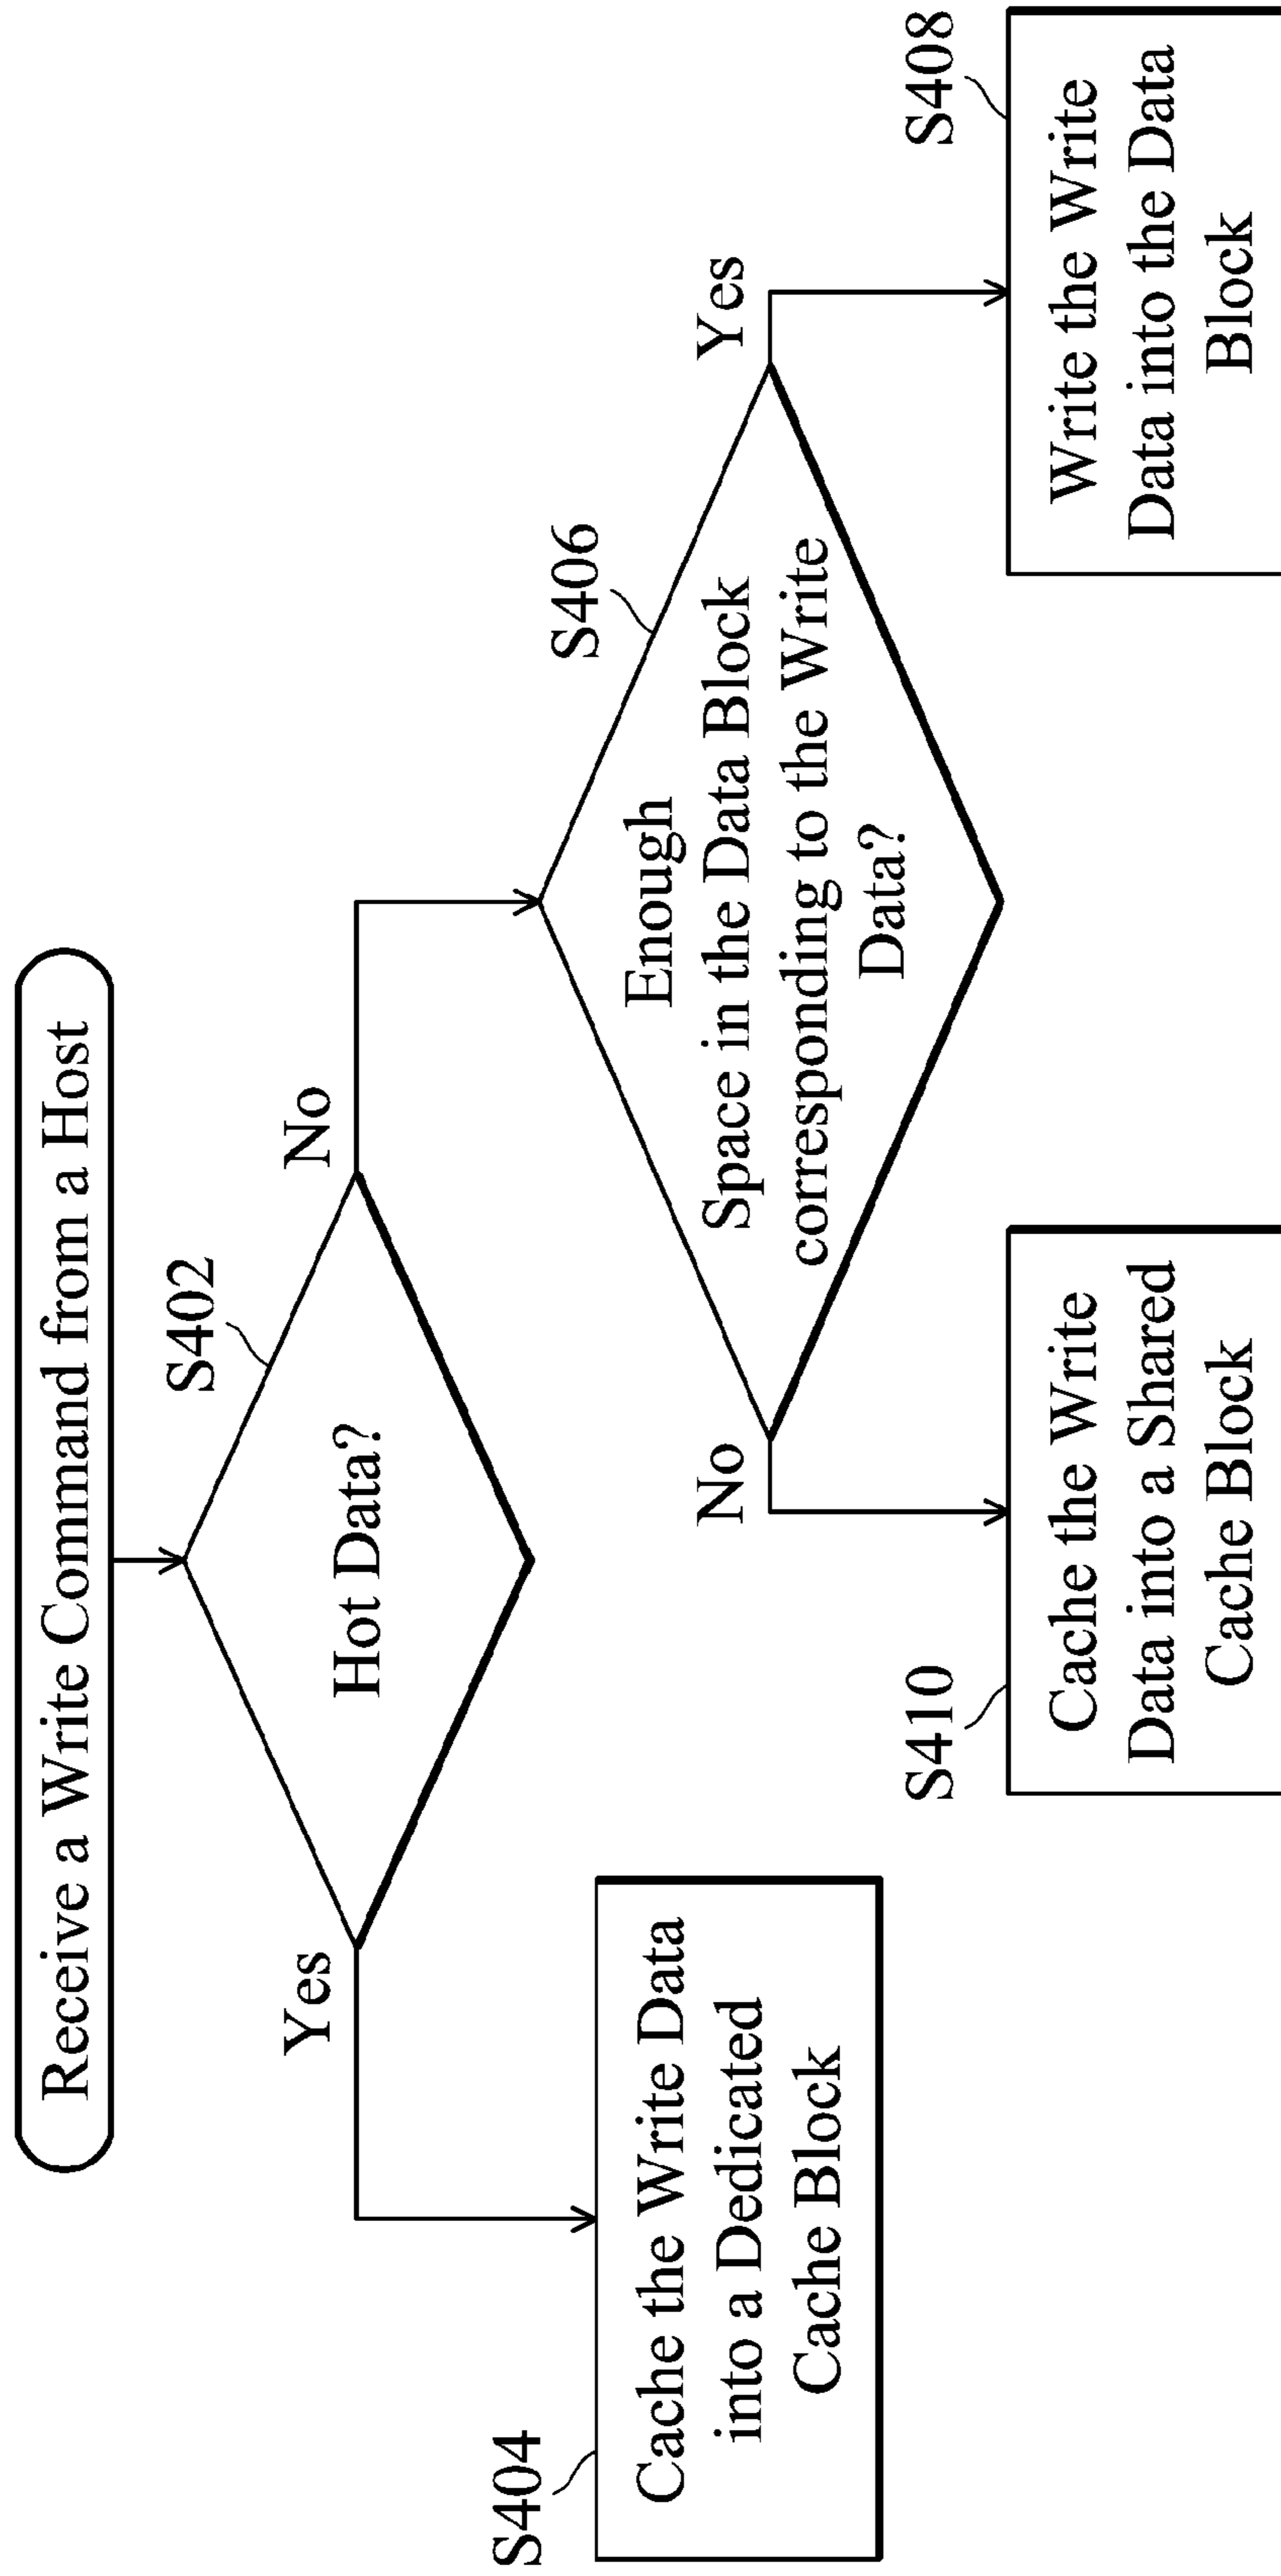 Receive a Write Command from a Host
S402
Hot Data?
Yes
No
S404
Cache the Write Data
into a Dedicated
Cache Block
S406
Enough
Space in the Data Block
corresponding to the Write
Data?
No
Yes
S410
Cache the Write
Data into a Shared
Cache Block
S408
Write the Write
Data into the Data
Block